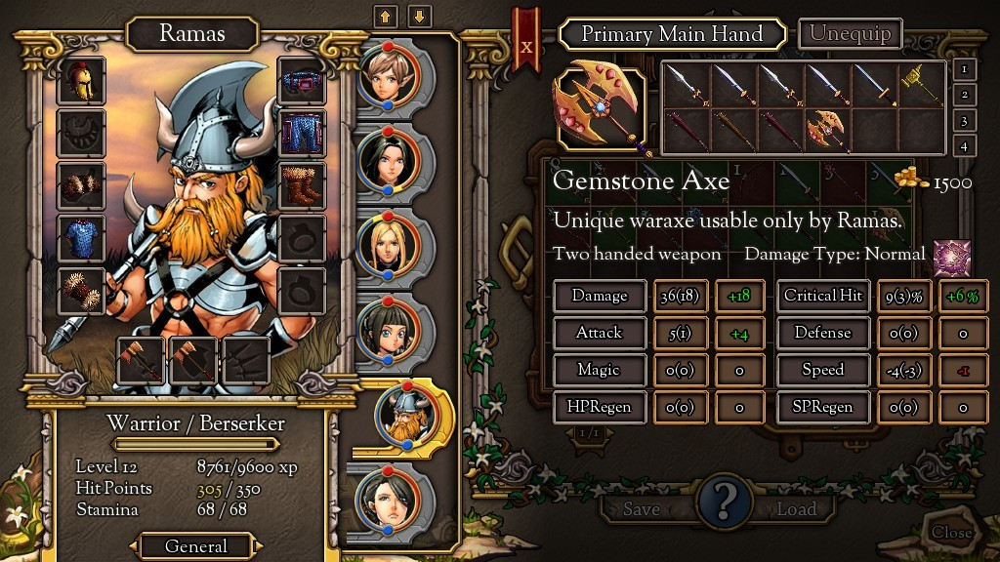 Ramas
X
Primary Main Hand
Unequip
1
2
3
4
Gemstone Axe
1500
Unique waraxe usable only by Ramas.
Two handed weapon Damage Type: Normal
Damage 36(18) +18 Critical Hit 9(3)% +6%
Attack 5(1) +4 Defense 0(0) 0
Magic 0(0) 0 Speed -4(-3) -1
HPRegen 0(0) 0 SPRegen 0(0) 0
1/1
Warrior / Berserker
Level 12 8761/9600 xp
Hit Points 305 / 350
Stamina 68 / 68
General
Save ? Load
Close